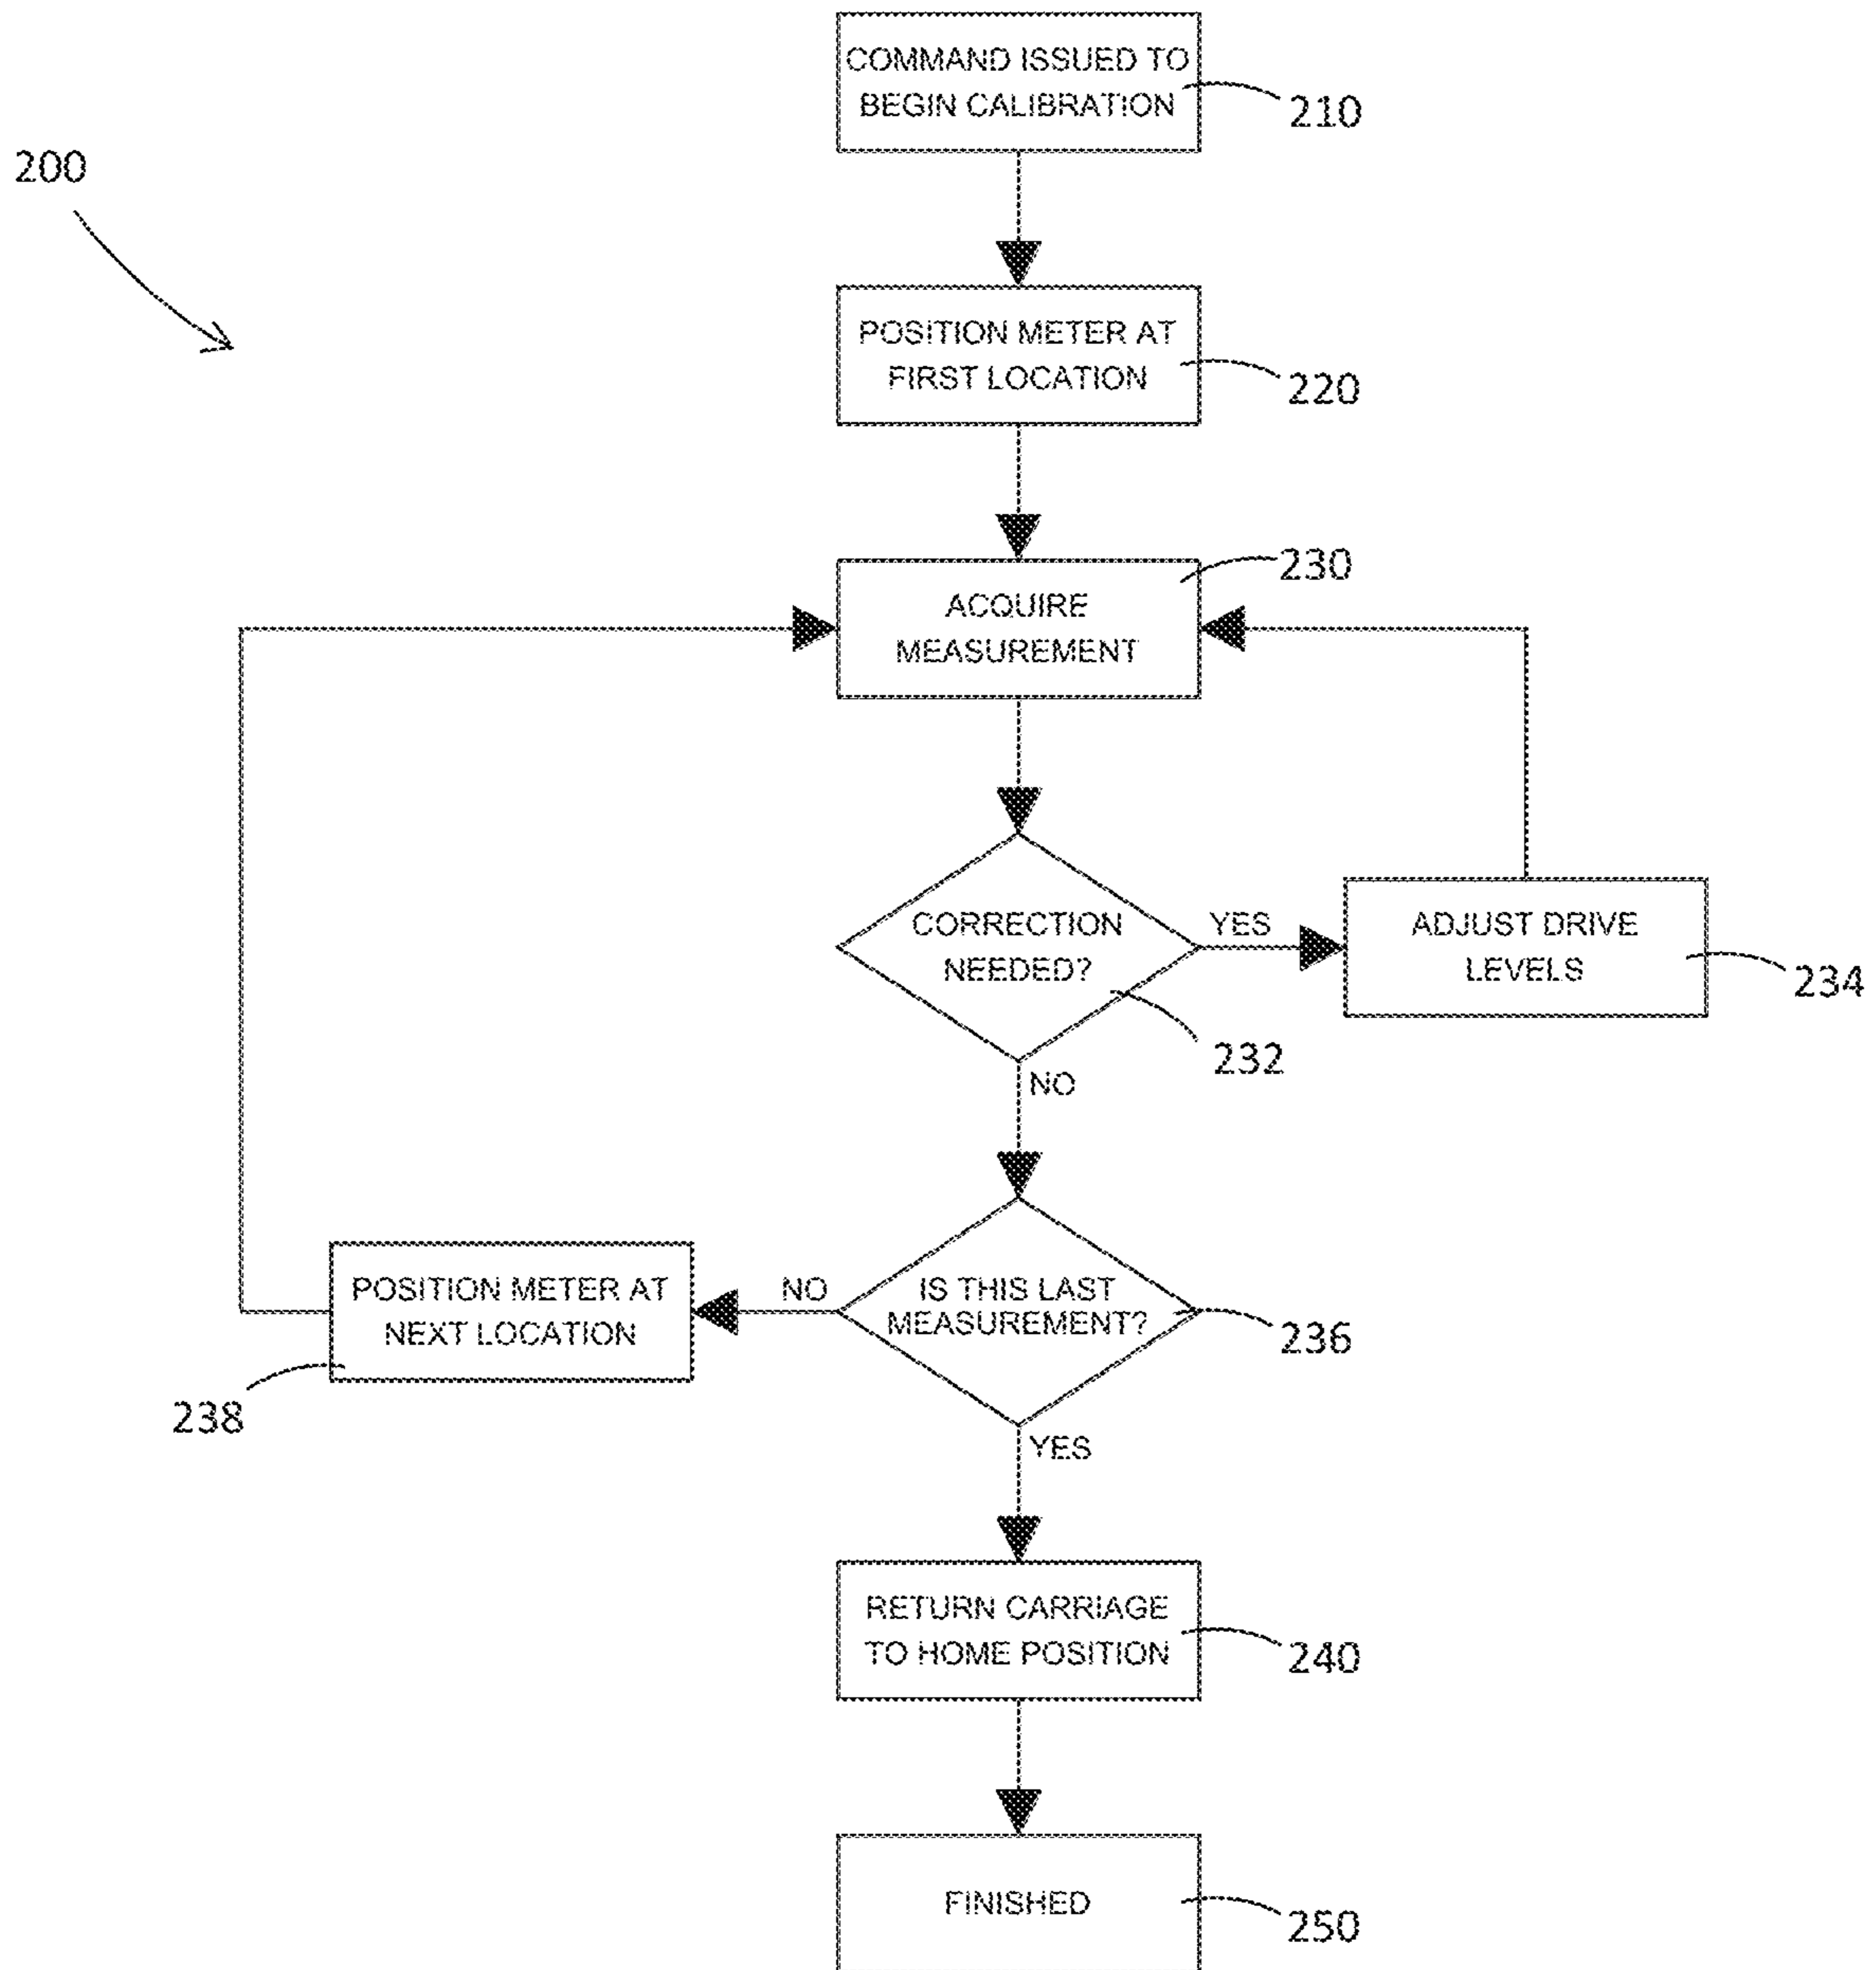 COMMAND ISSUED TO
BEGIN CALIBRATION
210
200
POSITION METER AT
FIRST LOCATION
220
230
ACQUIRE
MEASUREMENT
CORRECTION
NEEDED?
YES
ADJUST DRIVE
LEVELS
234
232
NO
IS THIS LAST
MEASUREMENT?
236
NO
POSITION METER AT
NEXT LOCATION
238
YES
RETURN CARRIAGE
TO HOME POSITION
240
FINISHED
250